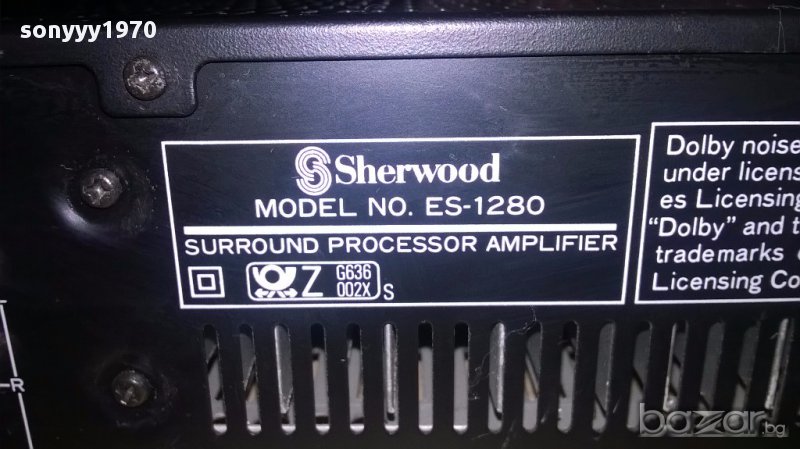 sonyyy1970
Sherwood
MODEL NO. ES-1280
SURROUND PROCESSOR AMPLIFIER
Z G636
002X S
Dolby noise
under licens
es Licensing
"Dolby" and t
trademarks
Licensing Co
R
bazar.bg